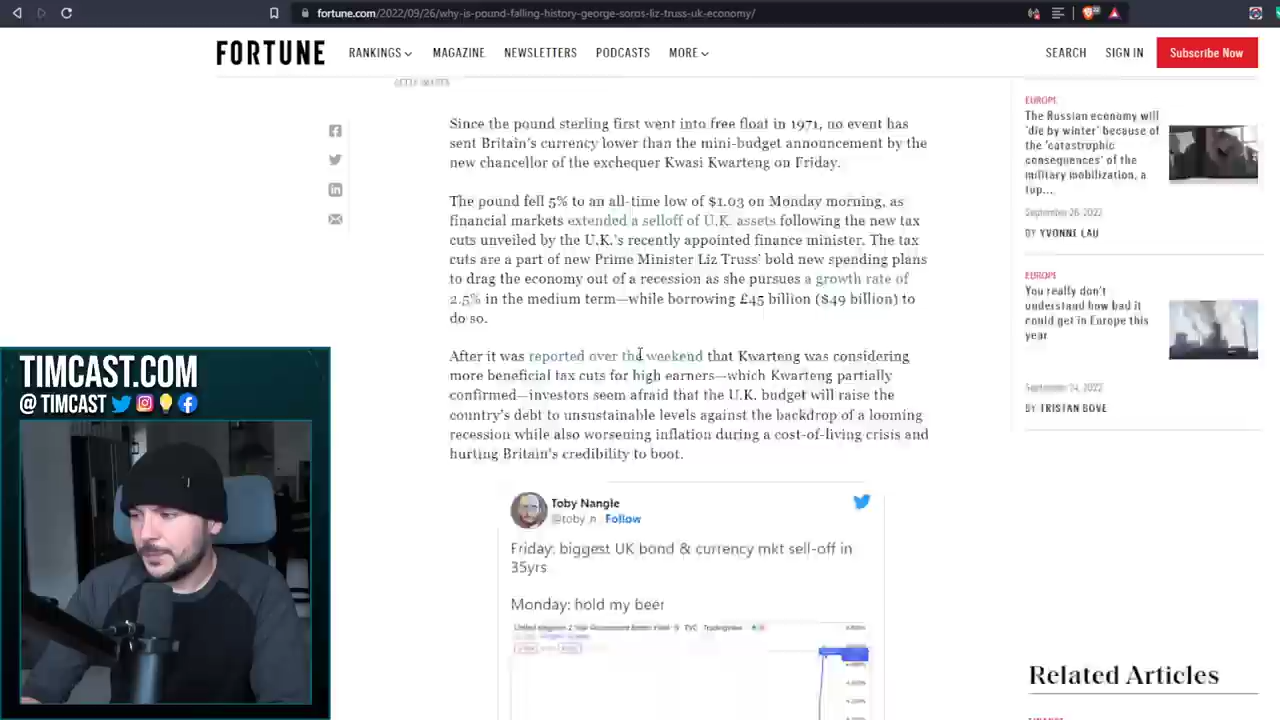 fortune.com/2022/09/26/why-is-pound-falling-history-george-soros-liz-truss-uk-economy/
FORTUNE
RANKINGS
MAGAZINE
NEWSLETTERS
PODCASTS
MORE
SEARCH
SIGN IN
Subscribe Now
GETTY IMAGES
Since the pound sterling first went into free float in 1971, no event has
sent Britain's currency lower than the mini-budget announcement by the
new chancellor of the exchequer Kwasi Kwarteng on Friday.
The pound fell 5% to an all-time low of $1.03 on Monday morning, as
financial markets extended a selloff of U.K. assets following the new tax
cuts unveiled by the U.K.'s recently appointed finance minister. The tax
cuts are a part of new Prime Minister Liz Truss' bold new spending plans
to drag the economy out of a recession as she pursues a growth rate of
2.5% in the medium term—while borrowing £45 billion ($49 billion) to
do so.
After it was reported over the weekend that Kwarteng was considering
more beneficial tax cuts for high earners—which Kwarteng partially
confirmed—investors seem afraid that the U.K. budget will raise the
country's debt to unsustainable levels against the backdrop of a looming
recession while also worsening inflation during a cost-of-living crisis and
hurting Britain's credibility to boot.
Toby Nangle
@toby_n Follow
Friday: biggest UK bond & currency mkt sell-off in
35yrs
Monday: hold my beer
EUROPE
The Russian economy will
'die by winter' because of
the 'catastrophic
consequences' of the
military mobilization, a
top...
September 26, 2022
BY YVONNE LAU
EUROPE
You really don't
understand how bad it
could get in Europe this
year
September 14, 2022
BY TRISTAN BOVE
Related Articles
TIMCAST.COM
@ TIMCAST